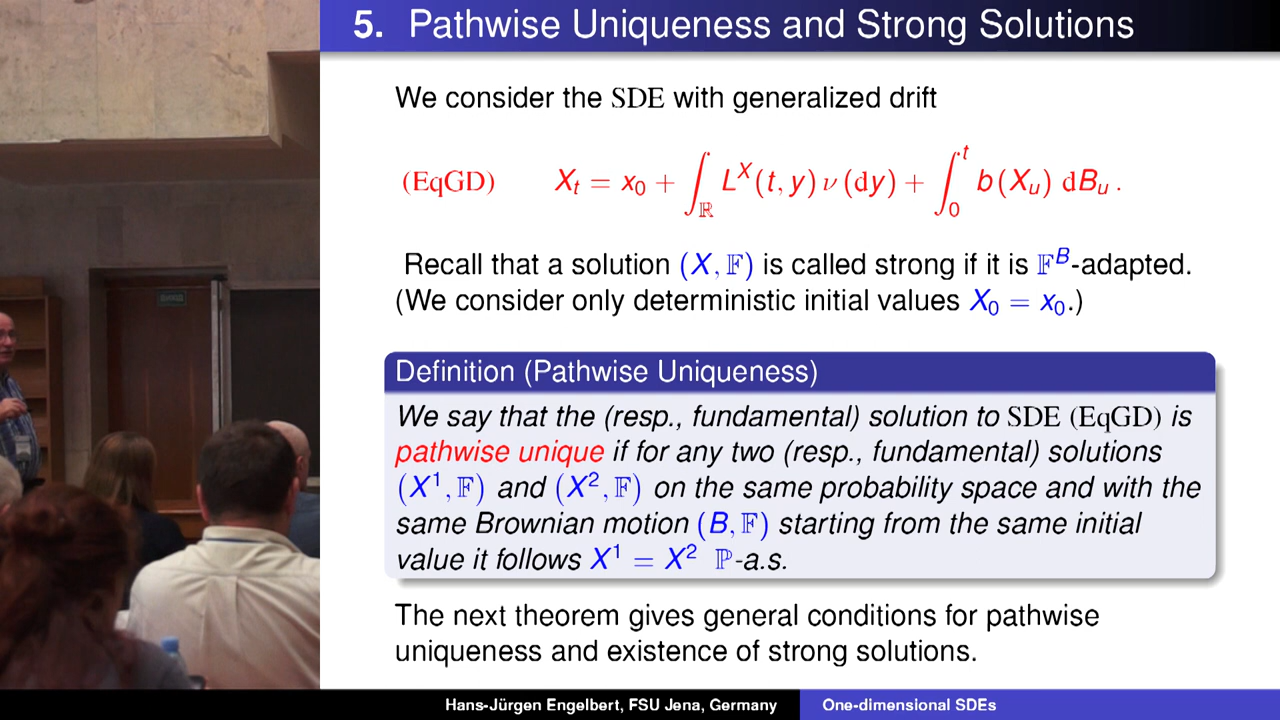 5. Pathwise Uniqueness and Strong Solutions
We consider the SDE with generalized drift
(EqGD) X_t = x_0 + ∫_ℝ L^X(t, y) ν(dy) + ∫_0^t b(X_u) dB_u .
Recall that a solution (X, 𝔽) is called strong if it is 𝔽^B-adapted.
(We consider only deterministic initial values X_0 = x_0.)
Definition (Pathwise Uniqueness)
We say that the (resp., fundamental) solution to SDE (EqGD) is
pathwise unique if for any two (resp., fundamental) solutions
(X^1, 𝔽) and (X^2, 𝔽) on the same probability space and with the
same Brownian motion (B, 𝔽) starting from the same initial
value it follows X^1 = X^2 ℙ-a.s.
The next theorem gives general conditions for pathwise
uniqueness and existence of strong solutions.
Hans-Jürgen Engelbert, FSU Jena, Germany One-dimensional SDEs